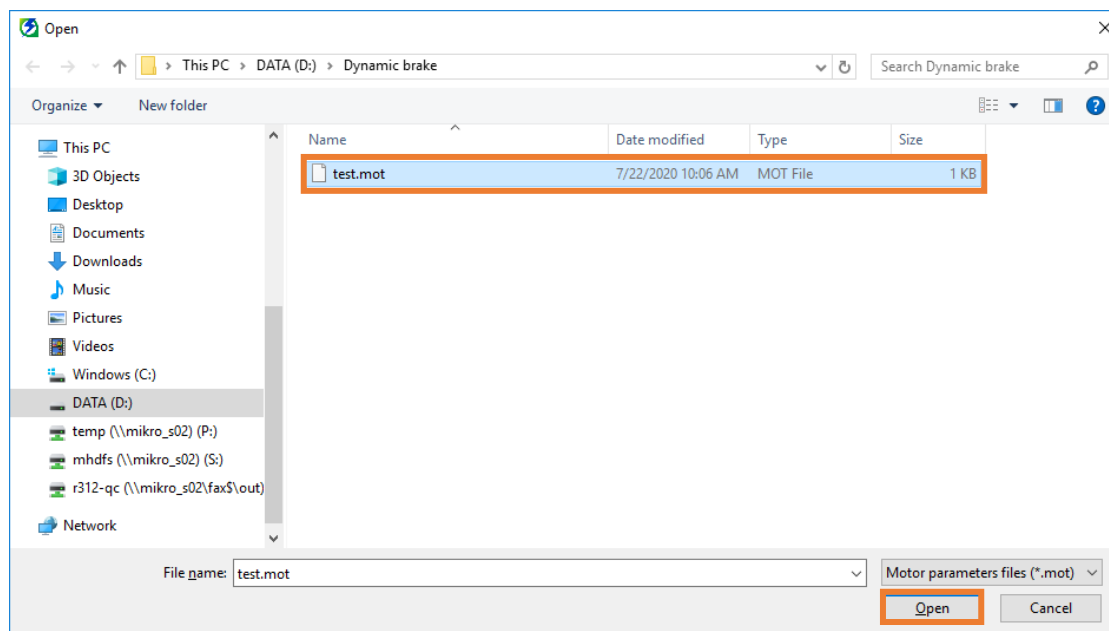 Open
This PC > DATA (D:) > Dynamic brake
Search Dynamic brake
Organize
New folder
Name
Date modified
Type
Size
test.mot
7/22/2020 10:06 AM
MOT File
1 KB
This PC
3D Objects
Desktop
Documents
Downloads
Music
Pictures
Videos
Windows (C:)
DATA (D:)
temp (\\mikro_s02) (P:)
mhdfs (\\mikro_s02) (S:)
r312-qc (\\mikro_s02\fax$\out)
Network
File name: test.mot
Motor parameters files (*.mot)
Open
Cancel